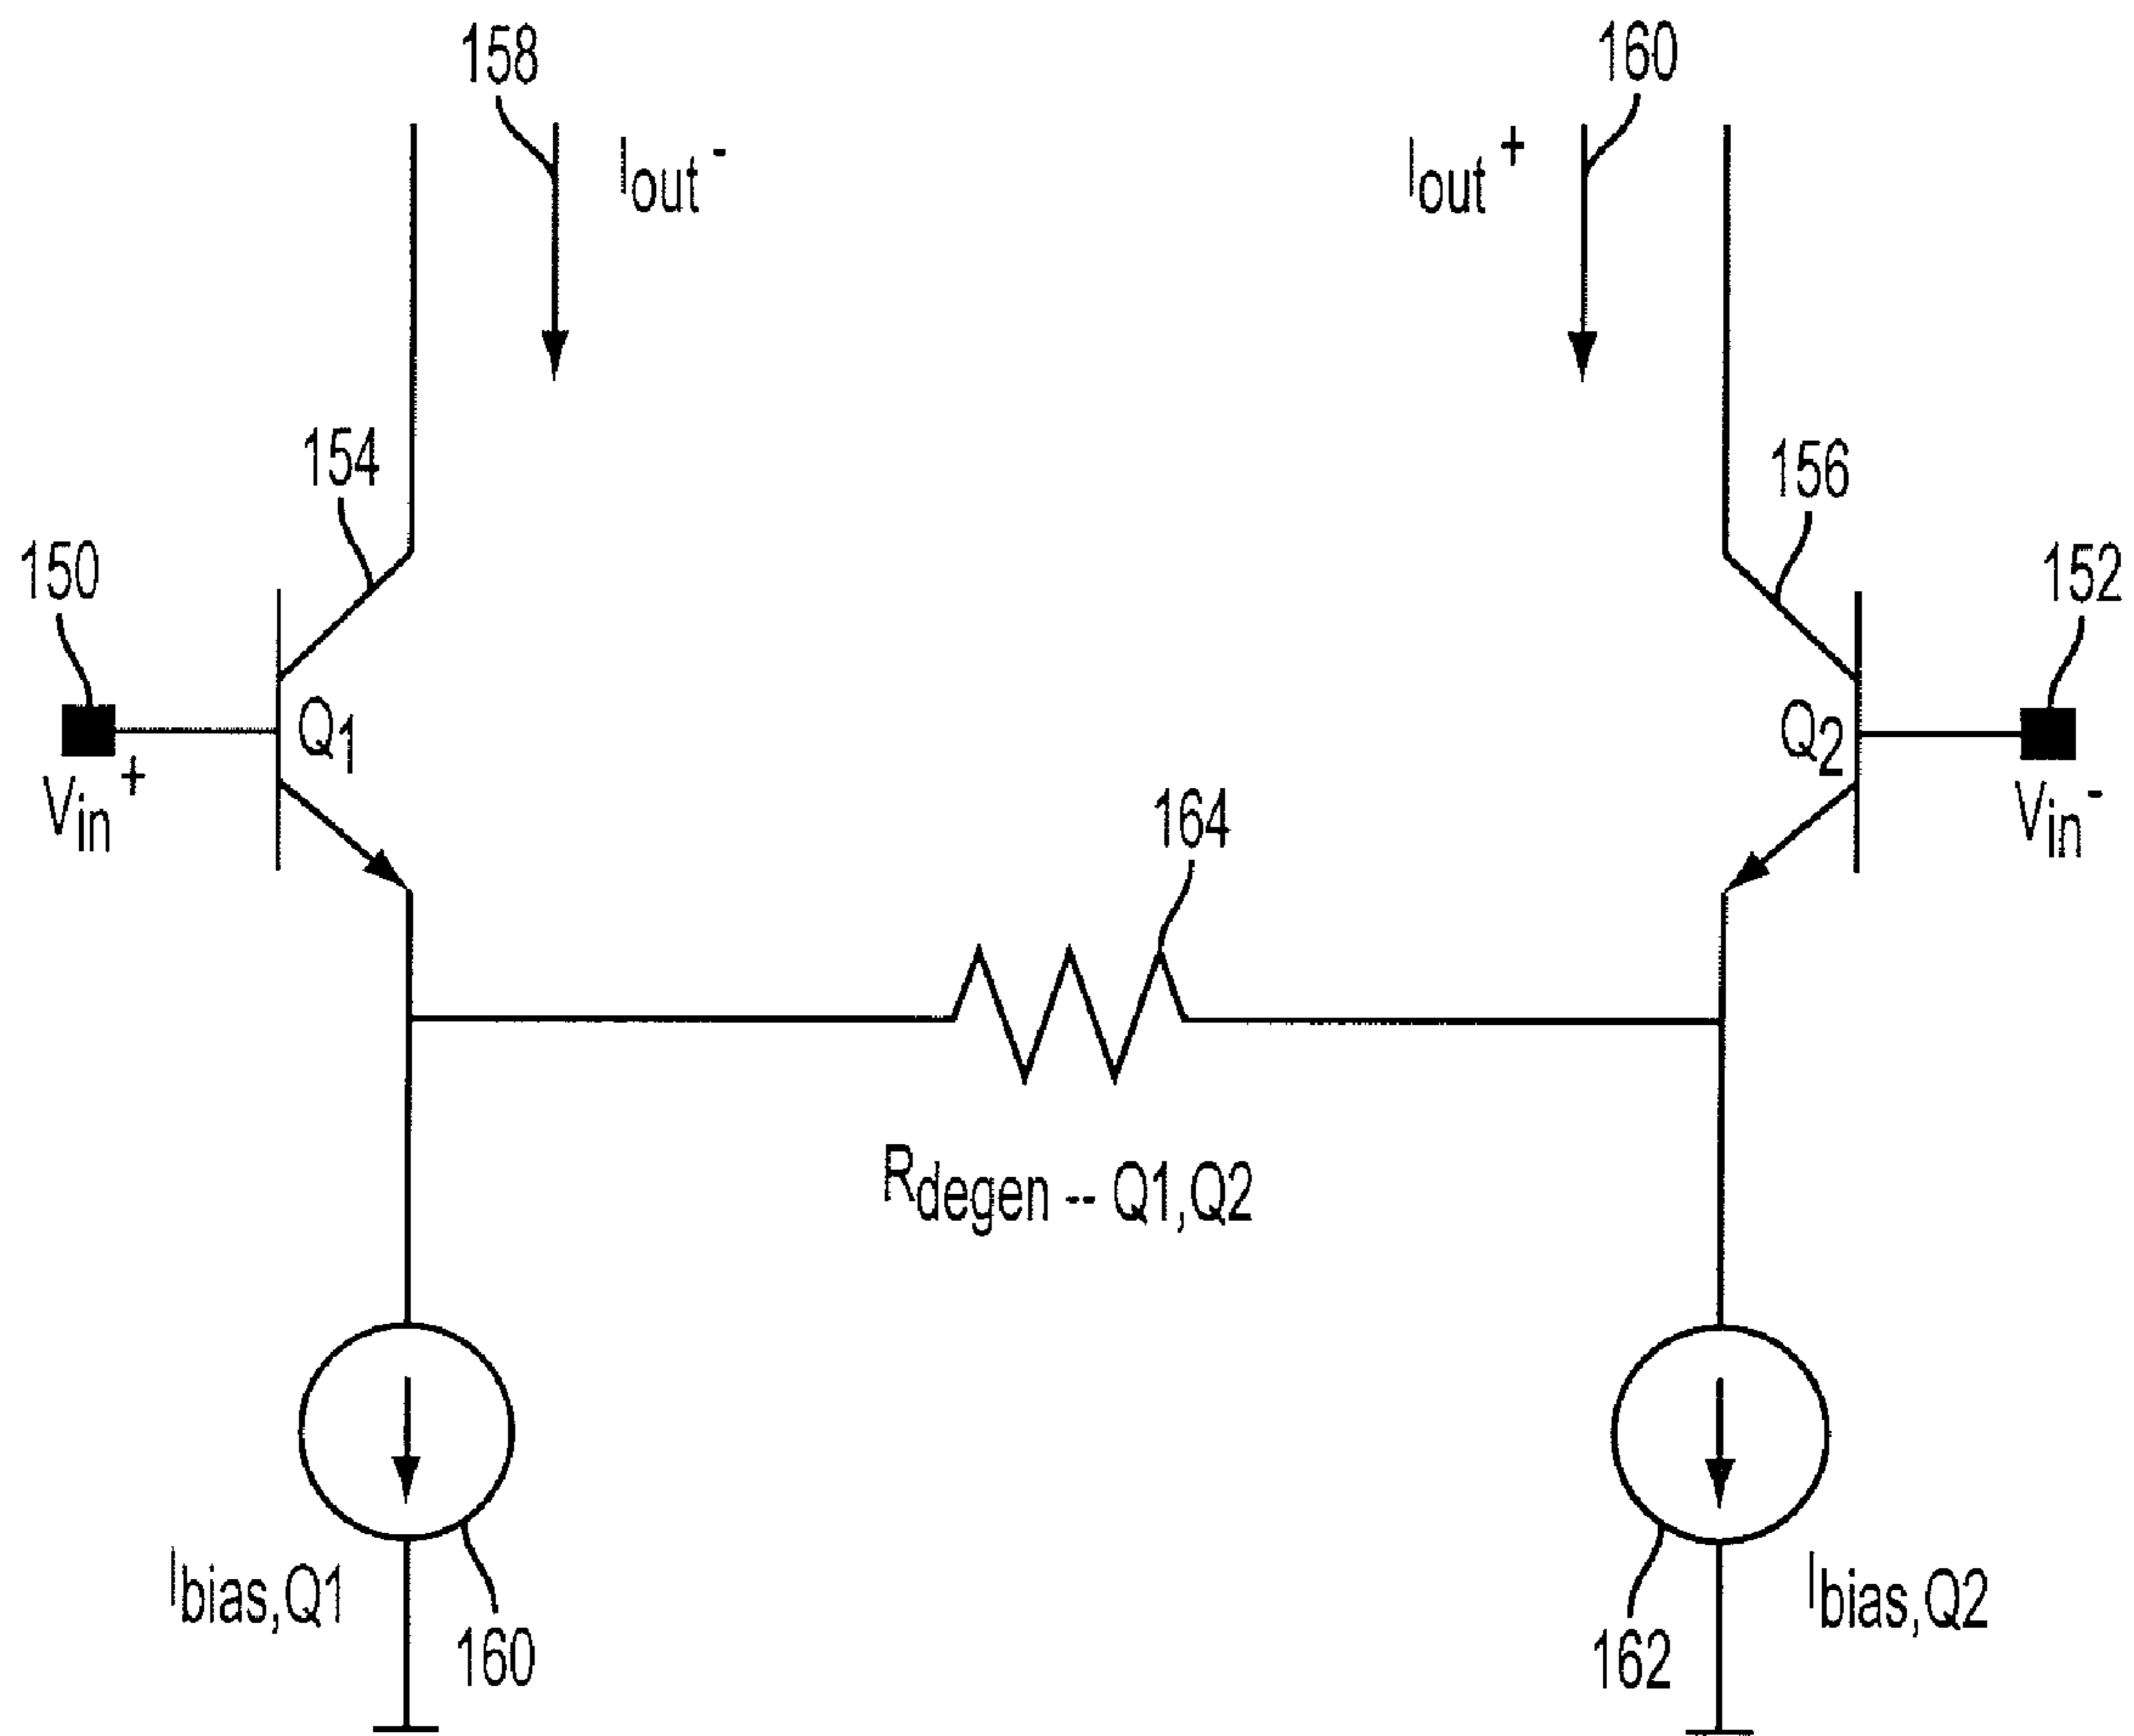 158
160
Iout-
Iout+
154
156
150
152
Q1
Q2
Vin+
Vin-
164
Rdegen -- Q1,Q2
Ibias,Q1
Ibias,Q2
160
162